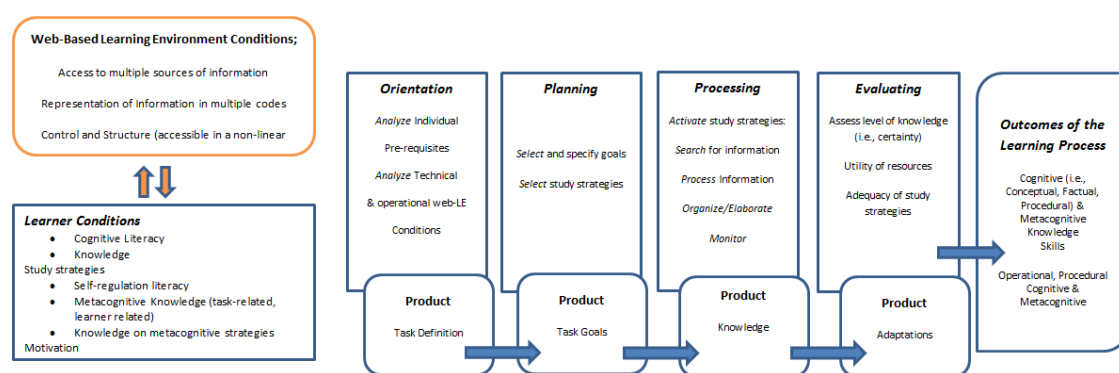 Web-Based Learning Environment Conditions;
Access to multiple sources of information
Representation of Information in multiple codes
Control and Structure (accessible in a non-linear
Learner Conditions
• Cognitive Literacy
• Knowledge
Study strategies
• Self-regulation literacy
• Metacognitive Knowledge (task-related,
learner related)
• Knowledge on metacognitive strategies
Motivation
Orientation
Analyze Individual
Pre-requisites
Analyze Technical
& operational web-LE
Conditions
Product
Task Definition
Planning
Select and specify goals
Select study strategies
Product
Task Goals
Processing
Activate study strategies:
Search for information
Process Information
Organize/Elaborate
Monitor
Product
Knowledge
Evaluating
Assess level of knowledge
(i.e., certainty)
Utility of resources
Adequacy of study
strategies
Product
Adaptations
Outcomes of the
Learning Process
Cognitive (i.e.,
Conceptual, Factual,
Procedural) &
Metacognitive
Knowledge
Skills
Operational, Procedural
Cognitive &
Metacognitive